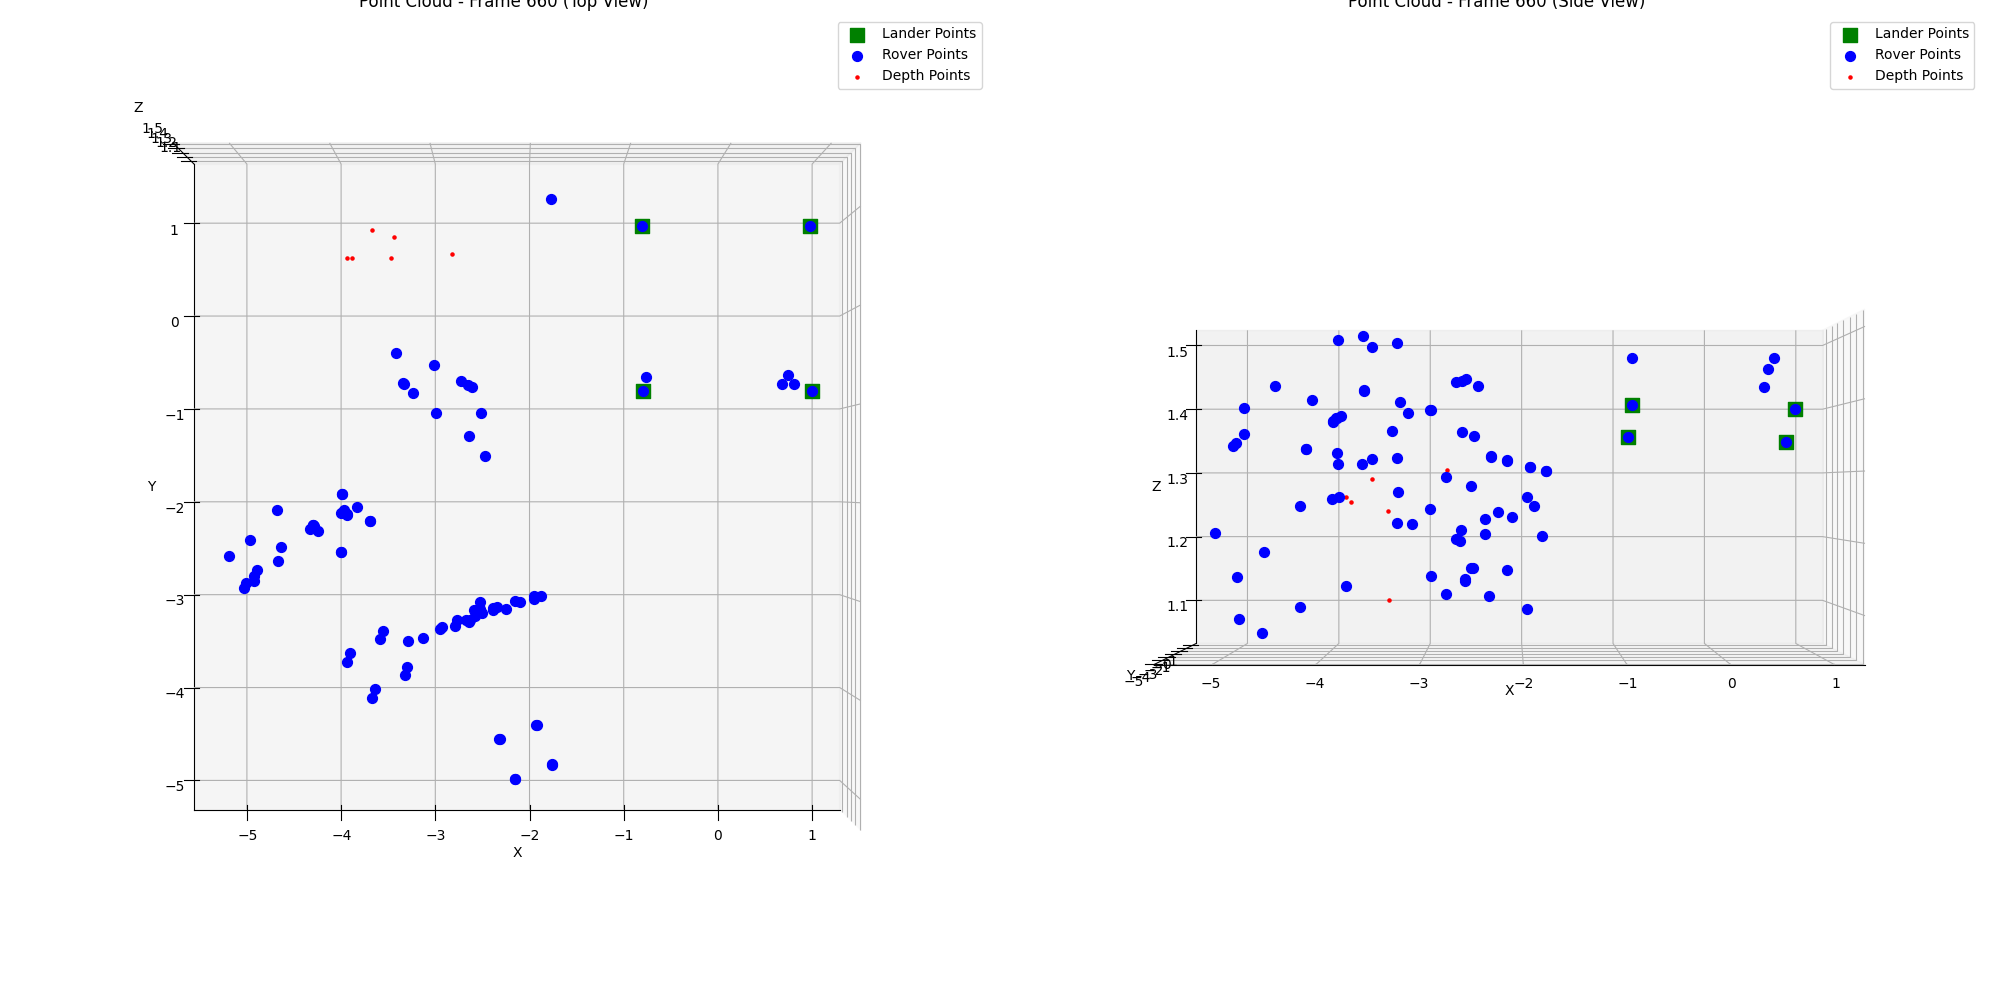 Point Cloud - Frame 660 (Top View)
Lander Points
Rover Points
Depth Points
Z
1
0
−1
−2
−3
−4
−5
Y
−5
−4
−3
−2
−1
0
1
X
Point Cloud - Frame 660 (Side View)
Lander Points
Rover Points
Depth Points
1.5
1.4
1.3
1.2
1.1
Z
Y
−5
−4
−3
−2
−1
0
1
X